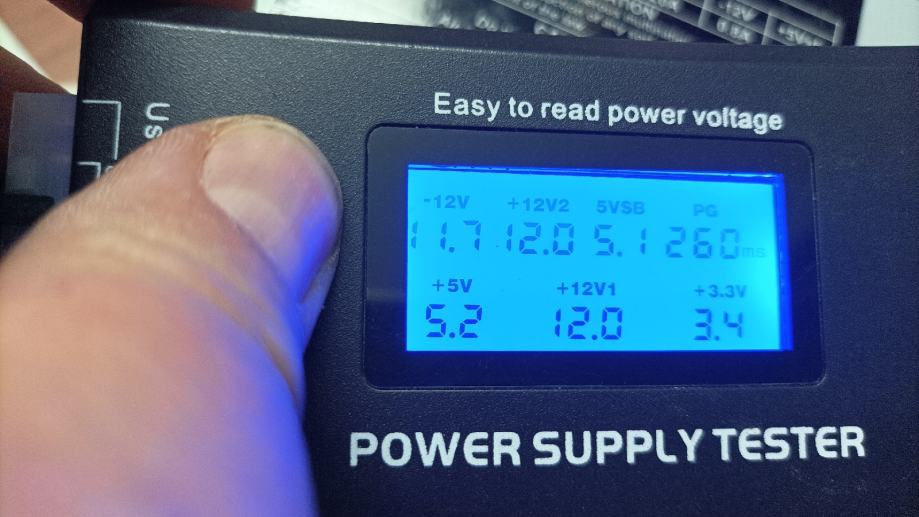 -12V
Easy to read power voltage
-12V +12V2 5VSB PG
11.7 12.0 5.1 260ms
+5V +12V1 +3.3V
5.2 12.0 3.4
POWER SUPPLY TESTER